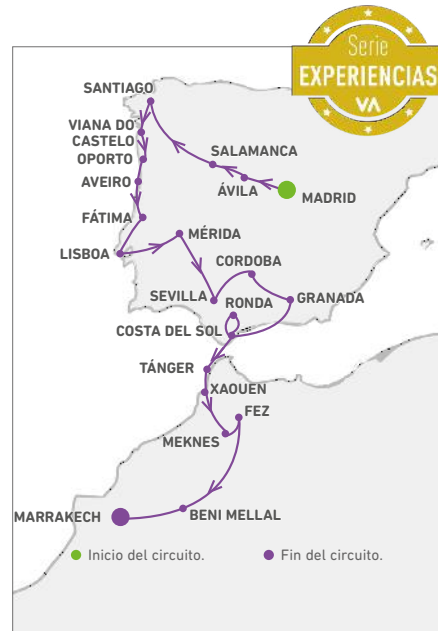 Serie
EXPERIENCIAS
VA
SANTIAGO
VIANA DO
CASTELO
OPORTO
AVEIRO
FÁTIMA
LISBOA
SALAMANCA
ÁVILA
MADRID
MÉRIDA
CORDOBA
SEVILLA
RONDA
GRANADA
COSTA DEL SOL
TÁNGER
XAOUEN
FEZ
MEKNES
MARRAKECH
BENI MELLAL
Inicio del circuito.
Fin del circuito.